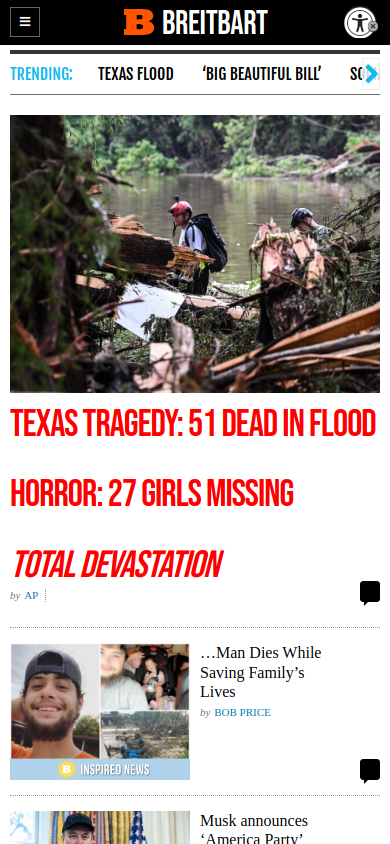 B BREITBART
TRENDING: TEXAS FLOOD ‘BIG BEAUTIFUL BILL’
TEXAS TRAGEDY: 51 DEAD IN FLOOD
HORROR: 27 GIRLS MISSING
TOTAL DEVASTATION
by AP
…Man Dies While
Saving Family’s
Lives
by BOB PRICE
B INSPIRED NEWS
Musk announces
‘America Party’